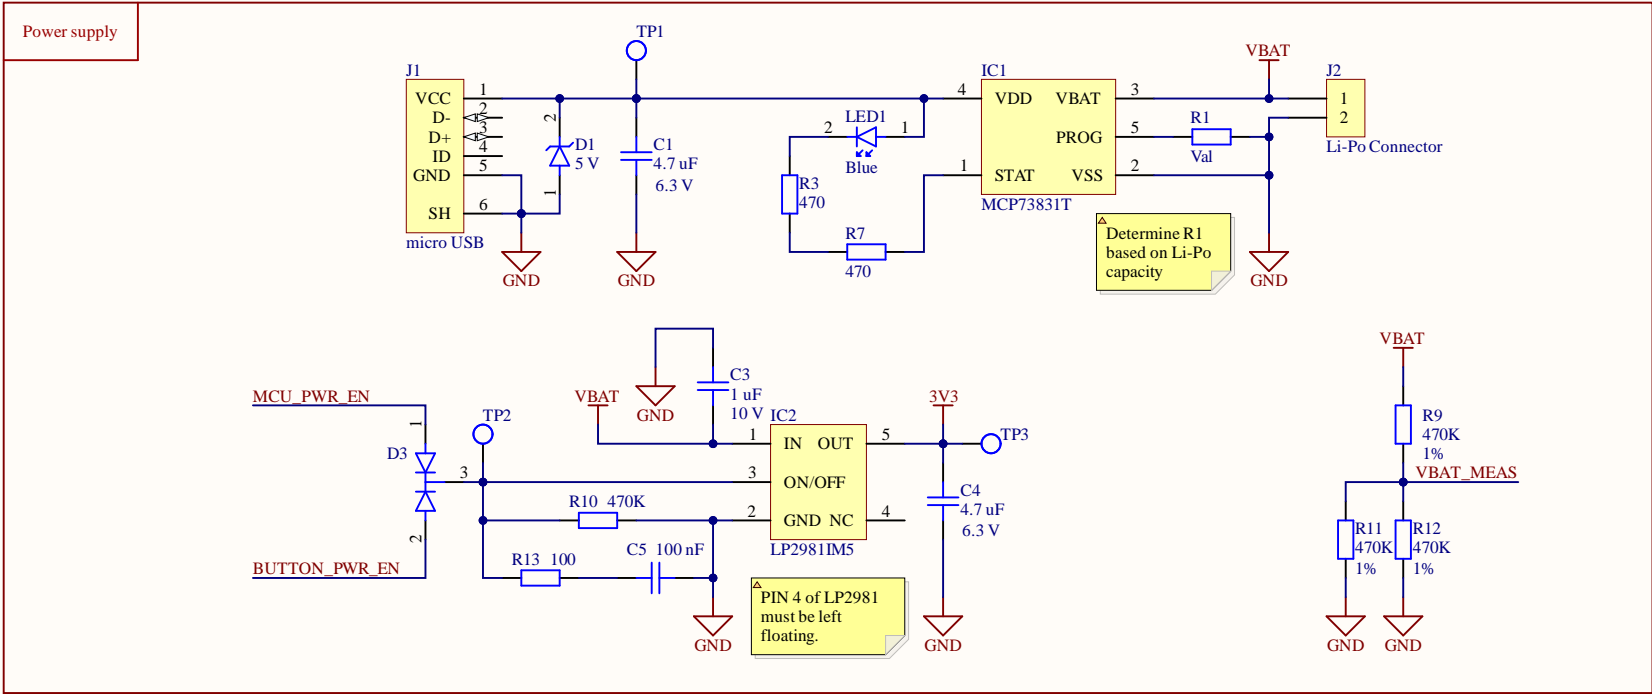 Power supply
TP1
J1
VCC 1
D- 2
D+ 3
ID 4
GND 5
SH 6
micro USB
2
D1
5 V
1
C1
4.7 uF
6.3 V
GND
GND
LED1
2 1
Blue
R3
470
R7
470
IC1
4 VDD VBAT 3
PROG 5
1 STAT VSS 2
MCP73831T
R1
Val
VBAT
J2
1
2
Li-Po Connector
GND
Determine R1
based on Li-Po
capacity
MCU_PWR_EN
1
D3
3
2
BUTTON_PWR_EN
TP2
VBAT
GND
C3
1 uF
10 V
IC2
1 IN OUT 5
3 ON/OFF
2 GND NC 4
LP2981IM5
R10 470K
R13 100
C5 100 nF
GND
3V3
TP3
C4
4.7 uF
6.3 V
GND
PIN 4 of LP2981
must be left
floating.
VBAT
R9
470K
1%
VBAT_MEAS
R11
470K
1%
R12
470K
1%
GND
GND